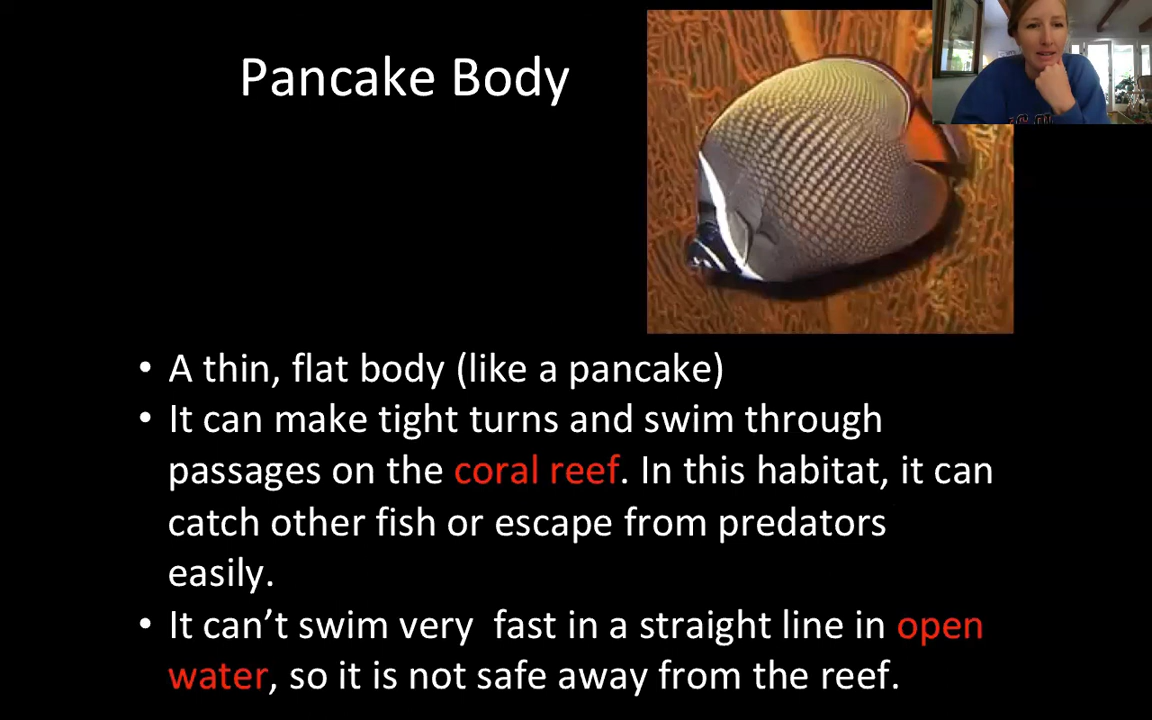 Pancake Body
• A thin, flat body (like a pancake)
• It can make tight turns and swim through
passages on the coral reef. In this habitat, it can
catch other fish or escape from predators
easily.
• It can’t swim very  fast in a straight line in open
water, so it is not safe away from the reef.